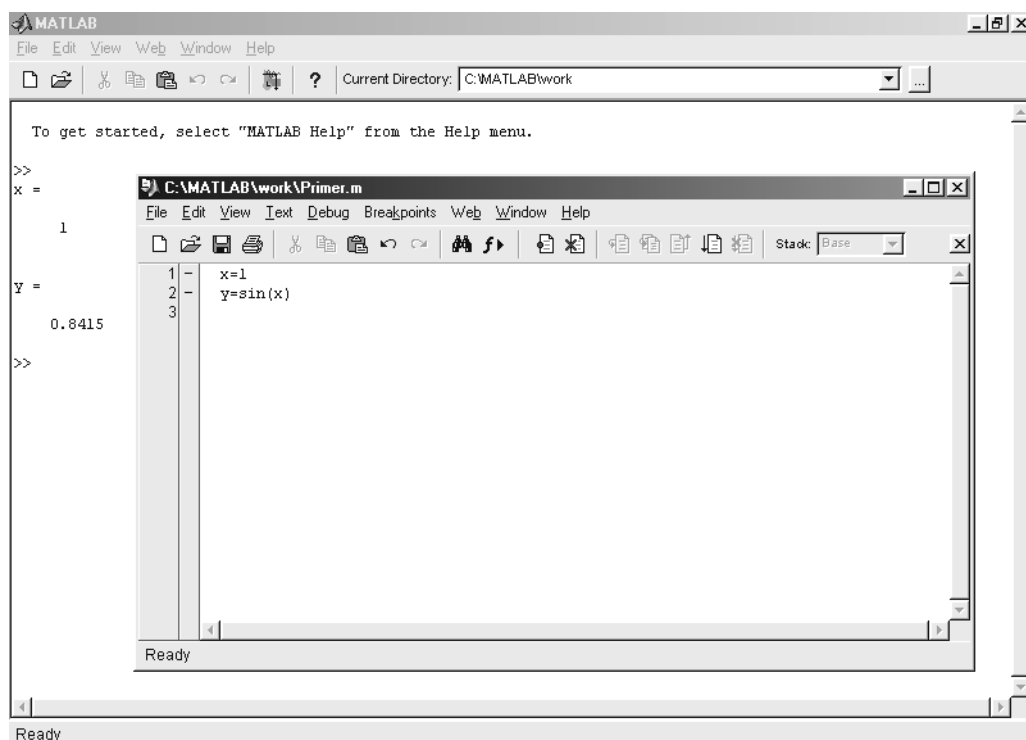 MATLAB
File Edit View Web Window Help
? Current Directory: C:\MATLAB\work ...
To get started, select "MATLAB Help" from the Help menu.
>>
x =
1
y =
0.8415
>>
C:\MATLAB\work\Primer.m
File Edit View Text Debug Breakpoints Web Window Help
Stack: Base
1 - x=1
2 - y=sin(x)
3
Ready
Ready